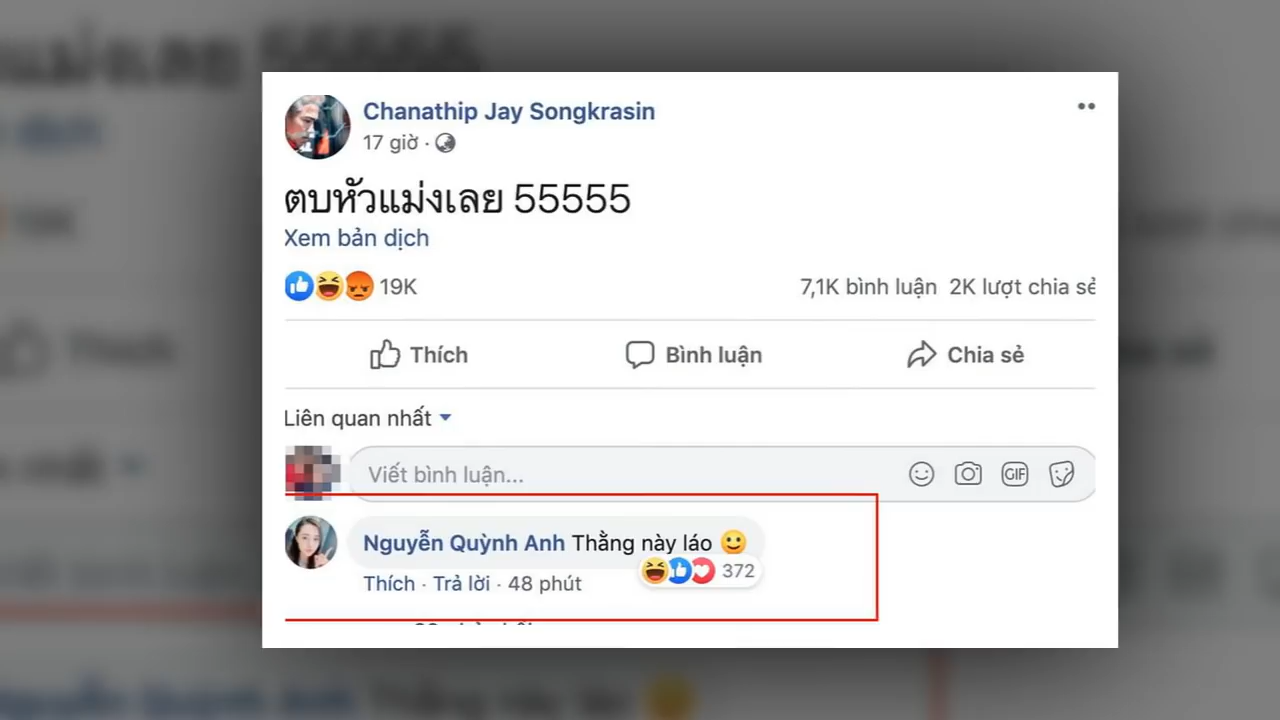 Chanathip Jay Songkrasin
17 giờ ·
ตบหัวแม่งเลย 55555
Xem bản dịch
19K 7,1K bình luận 2K lượt chia sẻ
Thích Bình luận Chia sẻ
Liên quan nhất
Viết bình luận... GIF
Nguyễn Quỳnh Anh Thằng này láo 🙂
372
Thích · Trả lời · 48 phút